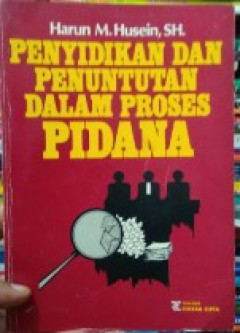 Harun M. Husein, SH.
PENYIDIKAN DAN
PENUNTUTAN
DALAM PROSES
PIDANA